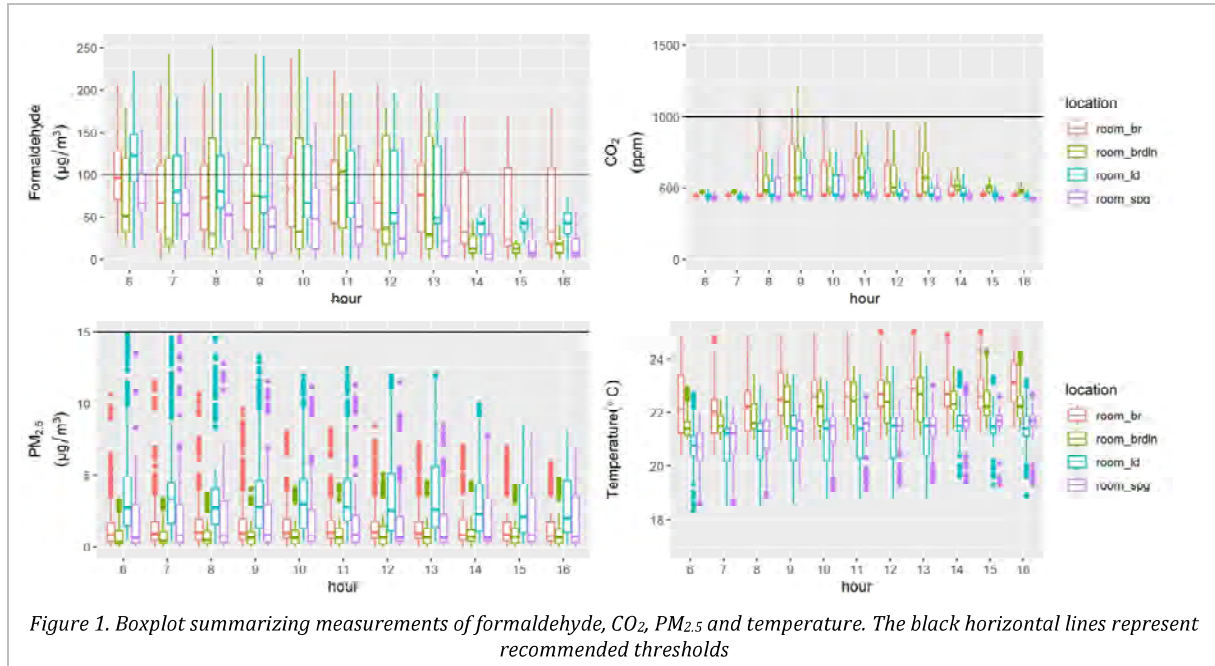 250
200
150
100
50
0
Formaldehyde
(µg/m³)
6 7 8 9 10 11 12 13 14 15 16
hour
1500
1000
500
0
CO₂
(ppm)
6 7 8 9 10 11 12 13 14 15 16
hour
location
room_br
room_brdln
room_ld
room_spg
15
10
5
0
PM₂.₅
(µg/m³)
6 7 8 9 10 11 12 13 14 15 16
hour
24
22
20
18
Temperature(°C)
6 7 8 9 10 11 12 13 14 15 16
hour
location
room_br
room_brdln
room_ld
room_spg
Figure 1. Boxplot summarizing measurements of formaldehyde, CO₂, PM₂.₅ and temperature. The black horizontal lines represent
recommended thresholds